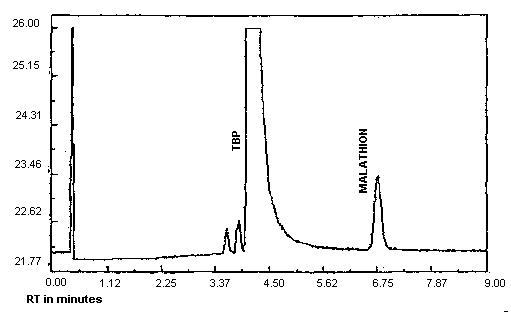 26.00
25.15
24.31
23.46
22.62
21.77
TBP
MALATHION
0.00 1.12 2.25 3.37 4.50 5.62 6.75 7.87 9.00
RT in minutes